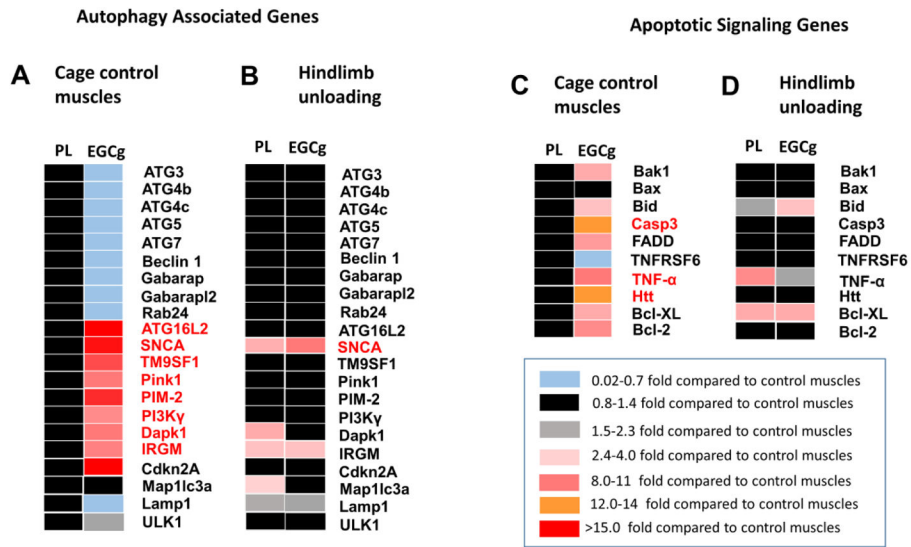 Autophagy Associated Genes
A
Cage control
muscles
PL EGCg
ATG3
ATG4b
ATG4c
ATG5
ATG7
Beclin 1
Gabarap
Gabarapl2
Rab24
ATG16L2
SNCA
TM9SF1
Pink1
PIM-2
PI3Kγ
Dapk1
IRGM
Cdkn2A
Map1lc3a
Lamp1
ULK1
B
Hindlimb
unloading
PL EGCg
ATG3
ATG4b
ATG4c
ATG5
ATG7
Beclin 1
Gabarap
Gabarapl2
Rab24
ATG16L2
SNCA
TM9SF1
Pink1
PIM-2
PI3Kγ
Dapk1
IRGM
Cdkn2A
Map1lc3a
Lamp1
ULK1
Apoptotic Signaling Genes
C
Cage control
muscles
PL EGCg
Bak1
Bax
Bid
Casp3
FADD
TNFRSF6
TNF-α
Htt
Bcl-XL
Bcl-2
D
Hindlimb
unloading
PL EGCg
Bak1
Bax
Bid
Casp3
FADD
TNFRSF6
TNF-α
Htt
Bcl-XL
Bcl-2
0.02-0.7 fold compared to control muscles
0.8-1.4 fold compared to control muscles
1.5-2.3 fold compared to control muscles
2.4-4.0 fold compared to control muscles
8.0-11 fold compared to control muscles
12.0-14 fold compared to control muscles
>15.0 fold compared to control muscles